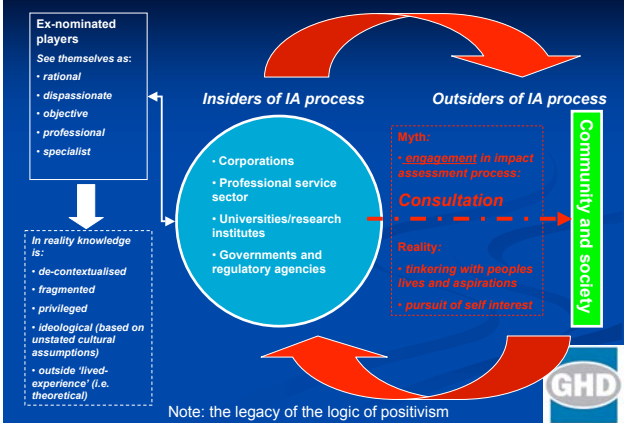 Ex-nominated
players
See themselves as:
• rational
• dispassionate
• objective
• professional
• specialist
In reality knowledge
is:
• de-contextualised
• fragmented
• privileged
• ideological (based on
unstated cultural
assumptions)
• outside ‘lived-
experience’ (i.e.
theoretical)
Insiders of IA process
• Corporations
• Professional service
sector
• Universities/research
institutes
• Governments and
regulatory agencies
Outsiders of IA process
Myth:
• engagement in impact
assessment process:
Consultation
Reality:
• tinkering with peoples
lives and aspirations
• pursuit of self interest
Community and society
Note: the legacy of the logic of positivism
GHD